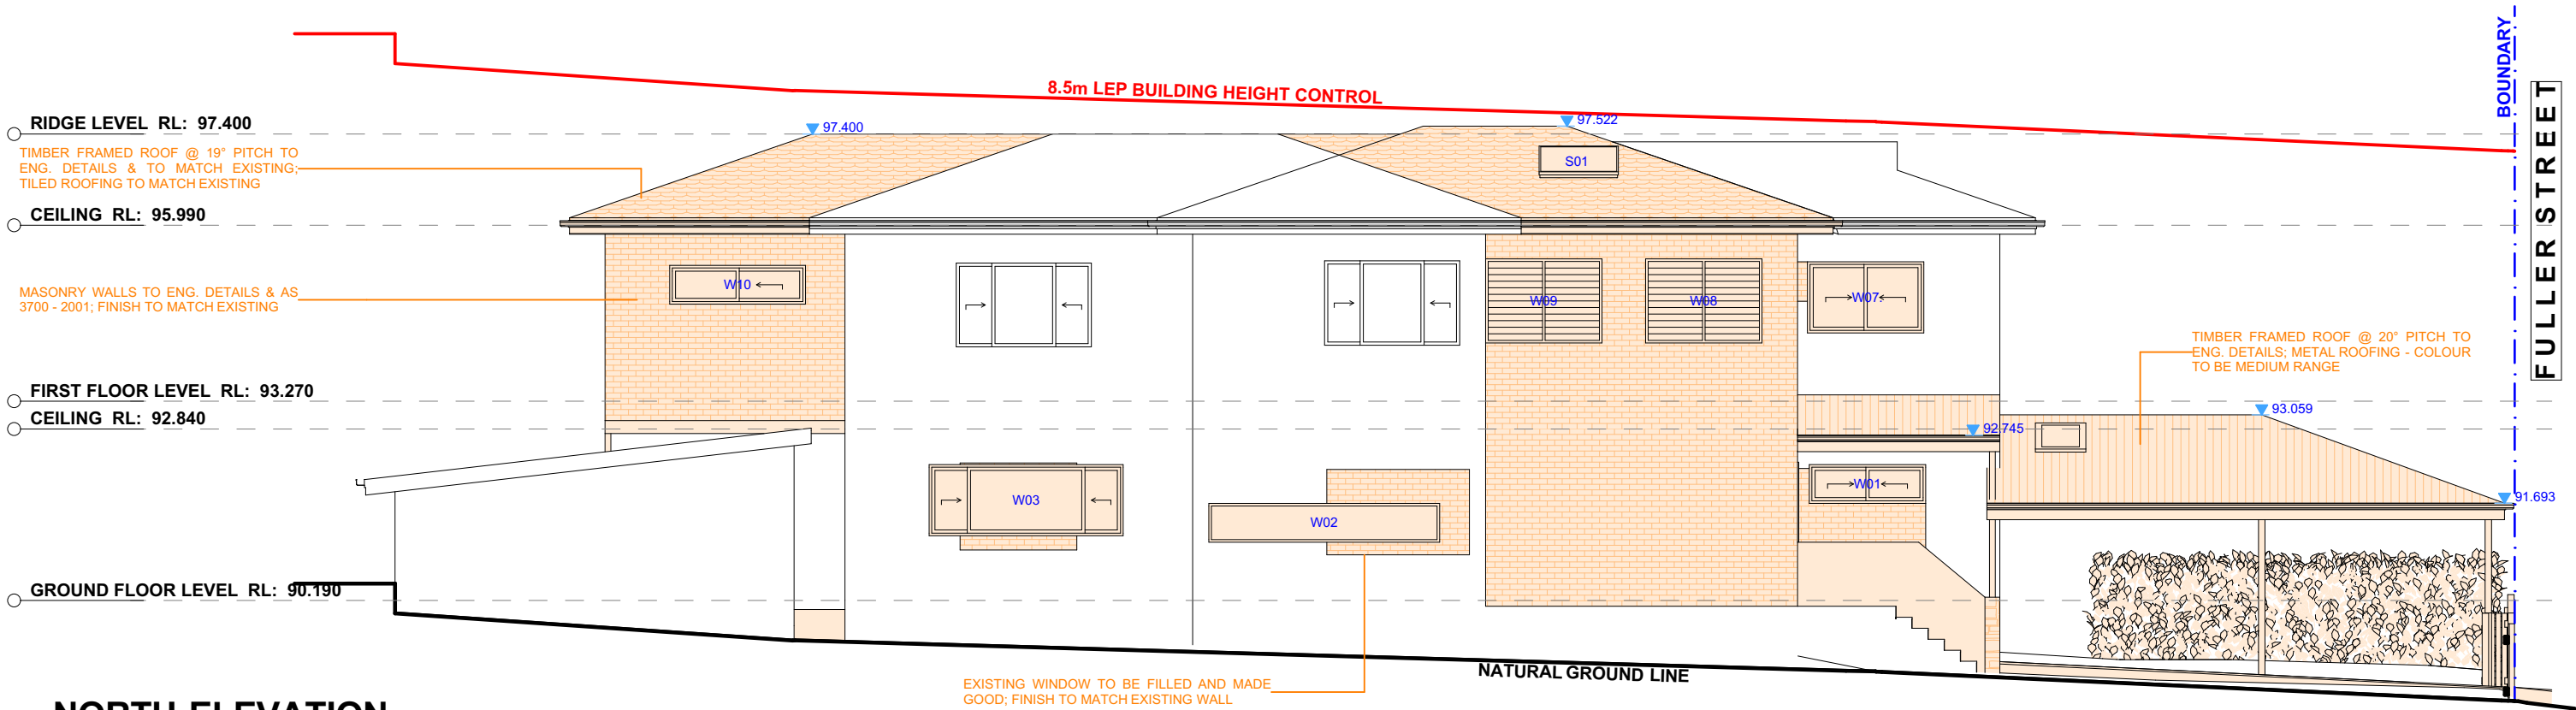 8.5m LEP BUILDING HEIGHT CONTROL
BOUNDARY
FULLER STREET
RIDGE LEVEL RL: 97.400
97.400
97.522
TIMBER FRAMED ROOF @ 19° PITCH TO
ENG. DETAILS & TO MATCH EXISTING;
TILED ROOFING TO MATCH EXISTING
S01
CEILING RL: 95.990
MASONRY WALLS TO ENG. DETAILS & AS
3700 - 2001; FINISH TO MATCH EXISTING
W10
W09
W08
W07
TIMBER FRAMED ROOF @ 20° PITCH TO
ENG. DETAILS; METAL ROOFING - COLOUR
TO BE MEDIUM RANGE
FIRST FLOOR LEVEL RL: 93.270
CEILING RL: 92.840
93.059
92.745
W03
W02
W01
91.693
GROUND FLOOR LEVEL RL: 90.190
NATURAL GROUND LINE
EXISTING WINDOW TO BE FILLED AND MADE
GOOD; FINISH TO MATCH EXISTING WALL
NORTH ELEVATION